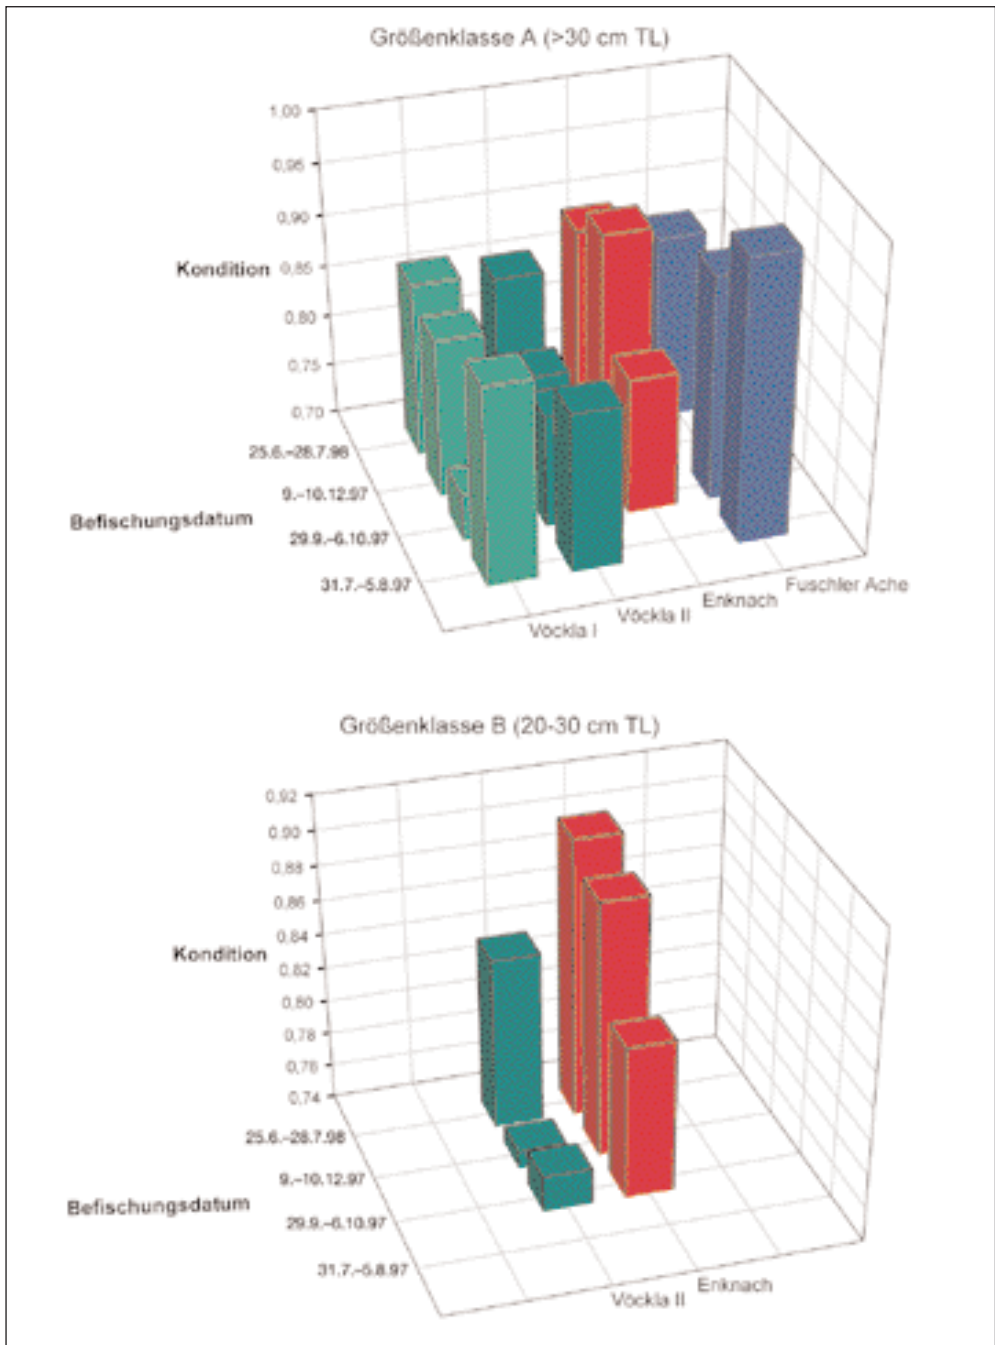 Größenklasse A (>30 cm TL)
1,00
0,95
0,90
Kondition
0,85
0,80
0,75
0,70
25.6.–28.7.98
9.–10.12.97
Befischungsdatum
29.9.–6.10.97
31.7.–5.8.97
Vöckla I
Vöckla II
Enknach
Fuschler Ache
Größenklasse B (20-30 cm TL)
0,92
0,90
0,88
0,86
0,84
Kondition
0,82
0,80
0,78
0,76
0,74
25.6.–28.7.98
9.–10.12.97
Befischungsdatum
29.9.–6.10.97
31.7.–5.8.97
Vöckla II
Enknach